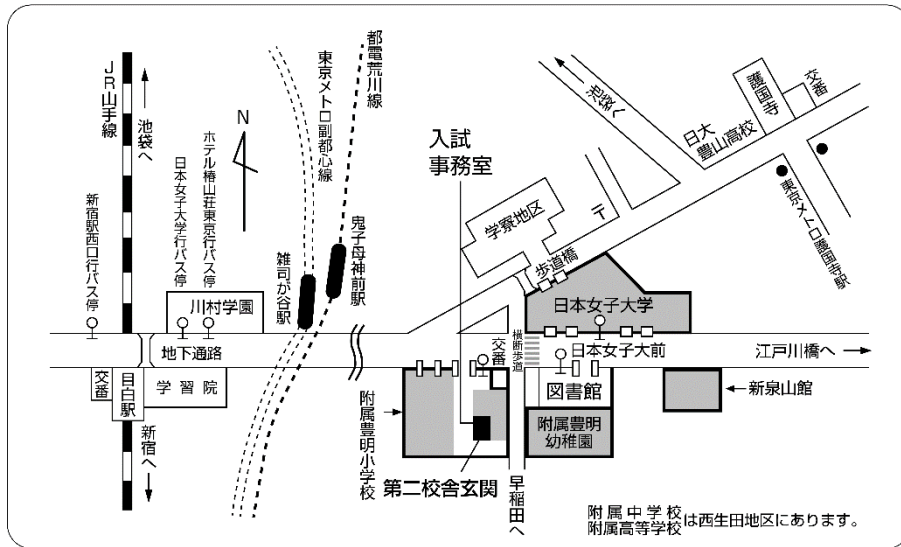 JR山手線
池袋へ
新宿駅西口行バス停
日本女子大学行バス停
ホテル椿山荘東京行バス停
N
東京メトロ副都心線
都電荒川線
入試
事務室
池袋へ
護国寺
交番
日大
豊山高校
東京メトロ護国寺駅
学寮地区
〒
歩道橋
川村学園
雑司が谷駅
鬼子母神前駅
日本女子大学
地下通路
交番
横断歩道
日本女子大前
江戸川橋へ
交番
目白駅
学習院
図書館
新泉山館
附属豊明小学校
附属豊明
幼稚園
新宿へ
第二校舎玄関
早稲田へ
附属中学校
附属高等学校は西生田地区にあります。